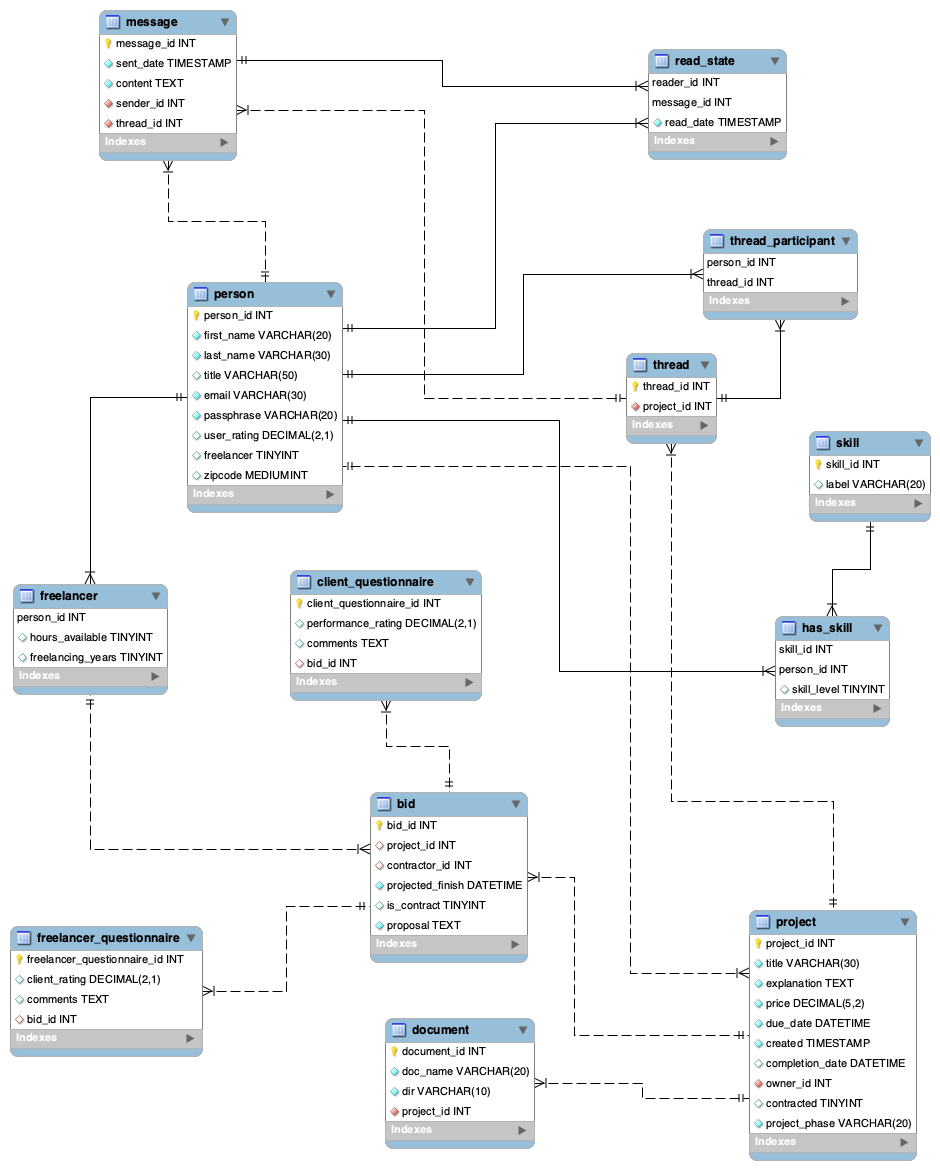 message
message_id INT
sent_date TIMESTAMP
content TEXT
sender_id INT
thread_id INT
Indexes
read_state
reader_id INT
message_id INT
read_date TIMESTAMP
Indexes
thread_participant
person_id INT
thread_id INT
Indexes
person
person_id INT
first_name VARCHAR(20)
last_name VARCHAR(30)
title VARCHAR(50)
email VARCHAR(30)
passphrase VARCHAR(20)
user_rating DECIMAL(2,1)
freelancer TINYINT
zipcode MEDIUMINT
Indexes
thread
thread_id INT
project_id INT
Indexes
skill
skill_id INT
label VARCHAR(20)
Indexes
freelancer
person_id INT
hours_available TINYINT
freelancing_years TINYINT
Indexes
client_questionnaire
client_questionnaire_id INT
performance_rating DECIMAL(2,1)
comments TEXT
bid_id INT
Indexes
has_skill
skill_id INT
person_id INT
skill_level TINYINT
Indexes
bid
bid_id INT
project_id INT
contractor_id INT
projected_finish DATETIME
is_contract TINYINT
proposal TEXT
Indexes
freelancer_questionnaire
freelancer_questionnaire_id INT
client_rating DECIMAL(2,1)
comments TEXT
bid_id INT
Indexes
document
document_id INT
doc_name VARCHAR(20)
dir VARCHAR(10)
project_id INT
Indexes
project
project_id INT
title VARCHAR(30)
explanation TEXT
price DECIMAL(5,2)
due_date DATETIME
created TIMESTAMP
completion_date DATETIME
owner_id INT
contracted TINYINT
project_phase VARCHAR(20)
Indexes